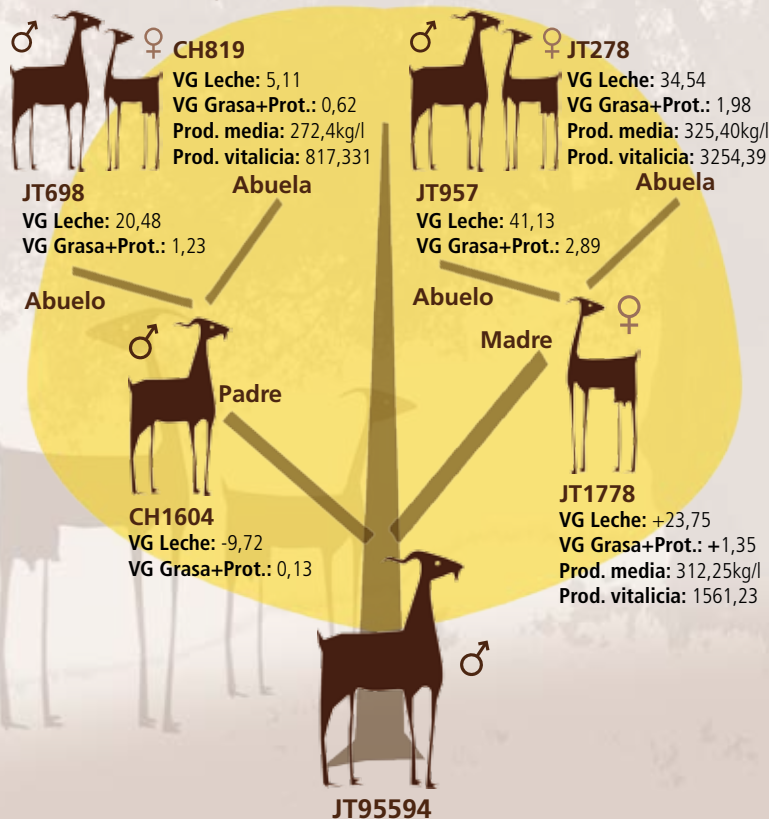 CH819
VG Leche: 5,11
VG Grasa+Prot.: 0,62
Prod. media: 272,4kg/l
Prod. vitalicia: 817,331
Abuela
JT698
VG Leche: 20,48
VG Grasa+Prot.: 1,23
Abuelo
JT278
VG Leche: 34,54
VG Grasa+Prot.: 1,98
Prod. media: 325,40kg/l
Prod. vitalicia: 3254,39
Abuela
JT957
VG Leche: 41,13
VG Grasa+Prot.: 2,89
Abuelo
Padre
CH1604
VG Leche: -9,72
VG Grasa+Prot.: 0,13
Madre
JT1778
VG Leche: +23,75
VG Grasa+Prot.: +1,35
Prod. media: 312,25kg/l
Prod. vitalicia: 1561,23
JT95594